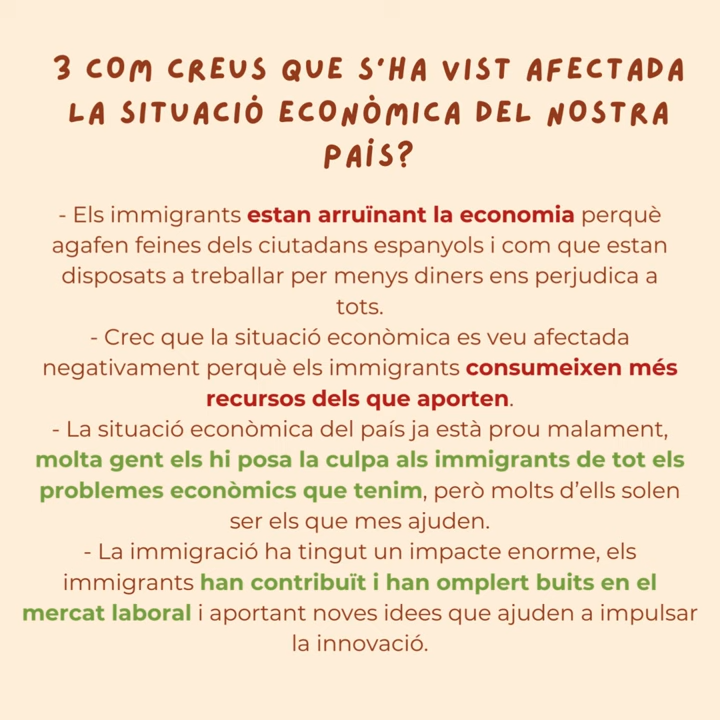 3 COM CREUS QUE S'HA VIST AFECTADA
LA SITUACIÓ ECONÒMICA DEL NOSTRA
PAÍS?
- Els immigrants estan arruïnant la economia perquè
agafen feines dels ciutadans espanyols i com que estan
disposats a treballar per menys diners ens perjudica a
tots.
- Crec que la situació econòmica es veu afectada
negativament perquè els immigrants consumeixen més
recursos dels que aporten.
- La situació econòmica del país ja està prou malament,
molta gent els hi posa la culpa als immigrants de tot els
problemes econòmics que tenim, però molts d'ells solen
ser els que mes ajuden.
- La immigració ha tingut un impacte enorme, els
immigrants han contribuït i han omplert buits en el
mercat laboral i aportant noves idees que ajuden a impulsar
la innovació.